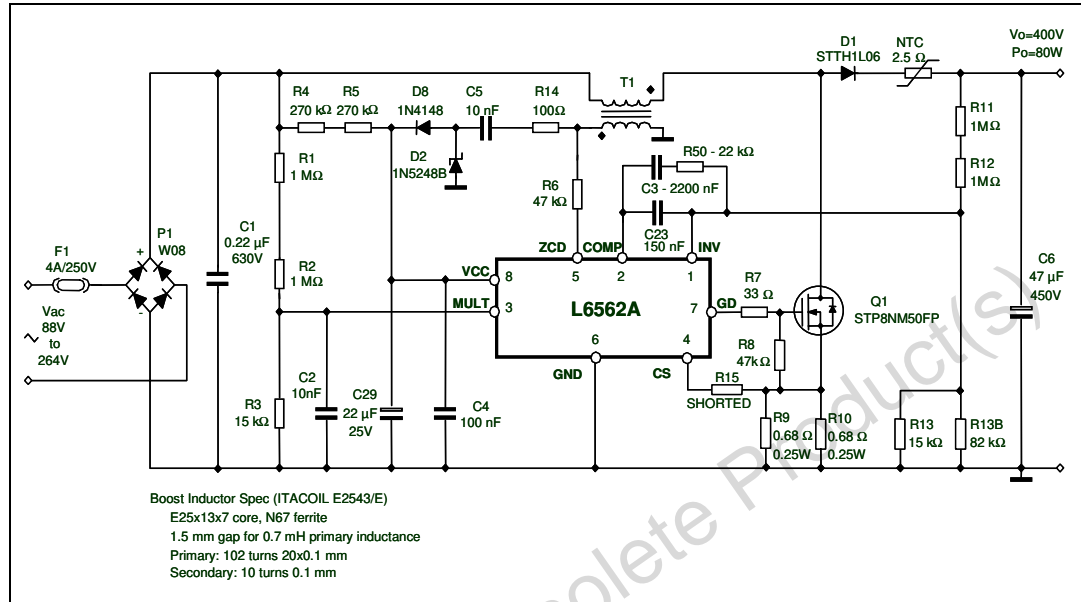 Vo=400V
Po=80W
D1
STTH1L06
NTC
2.5 Ω
T1
R4
270 kΩ
R5
270 kΩ
D8
1N4148
C5
10 nF
R14
100Ω
R11
1MΩ
D2
1N5248B
R50 - 22 kΩ
C3 - 2200 nF
R1
1 MΩ
R6
47 kΩ
R12
1MΩ
C23
150 nF
P1
W08
C1
0.22 µF
630V
F1
4A/250V
ZCD
COMP
INV
R2
1 MΩ
VCC
8
5
2
1
R7
33 Ω
C6
47 µF
450V
MULT
3
L6562A
7
GD
Q1
STP8NM50FP
Vac
88V
to
264V
6
4
R8
47kΩ
GND
CS
R15
SHORTED
C2
10nF
R3
15 kΩ
C29
22 µF
25V
C4
100 nF
R9
0.68 Ω
0.25W
R10
0.68 Ω
0.25W
R13
15 kΩ
R13B
82 kΩ
+
-
Boost Inductor Spec (ITACOIL E2543/E)
E25x13x7 core, N67 ferrite
1.5 mm gap for 0.7 mH primary inductance
Primary: 102 turns 20x0.1 mm
Secondary: 10 turns 0.1 mm
olete Product(s)